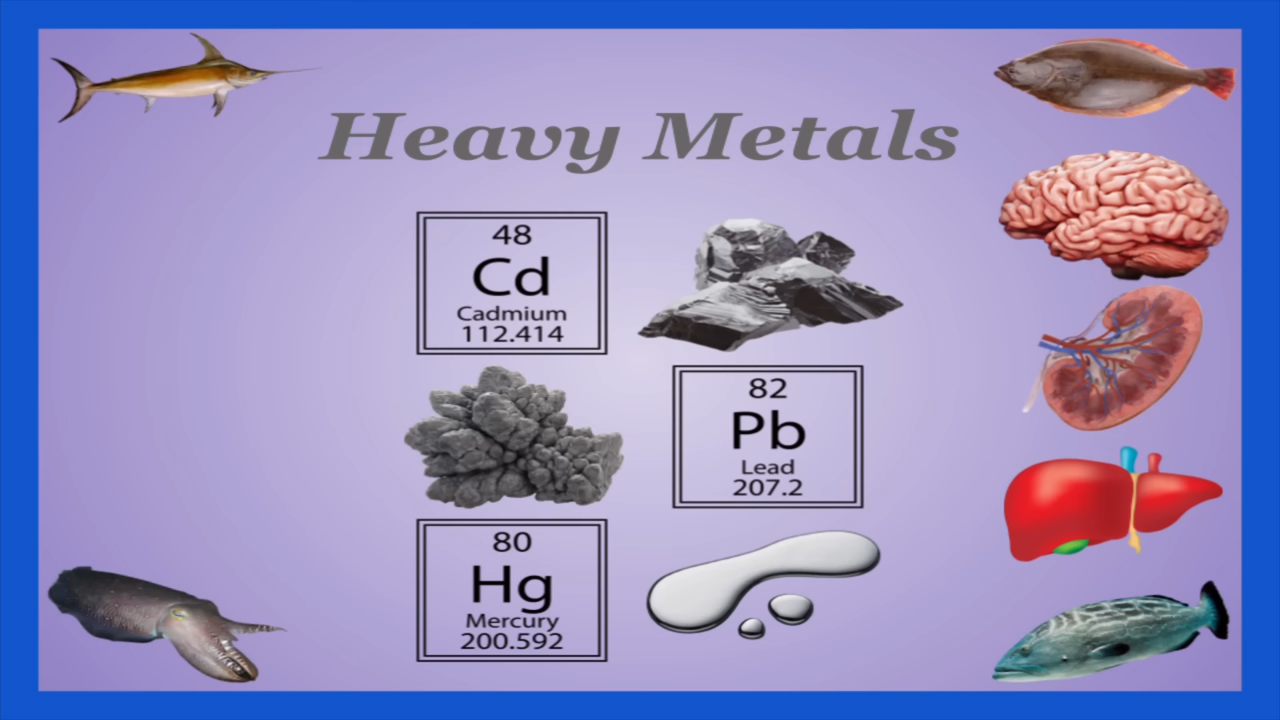 Heavy Metals
48
Cd
Cadmium
112.414
82
Pb
Lead
207.2
80
Hg
Mercury
200.592